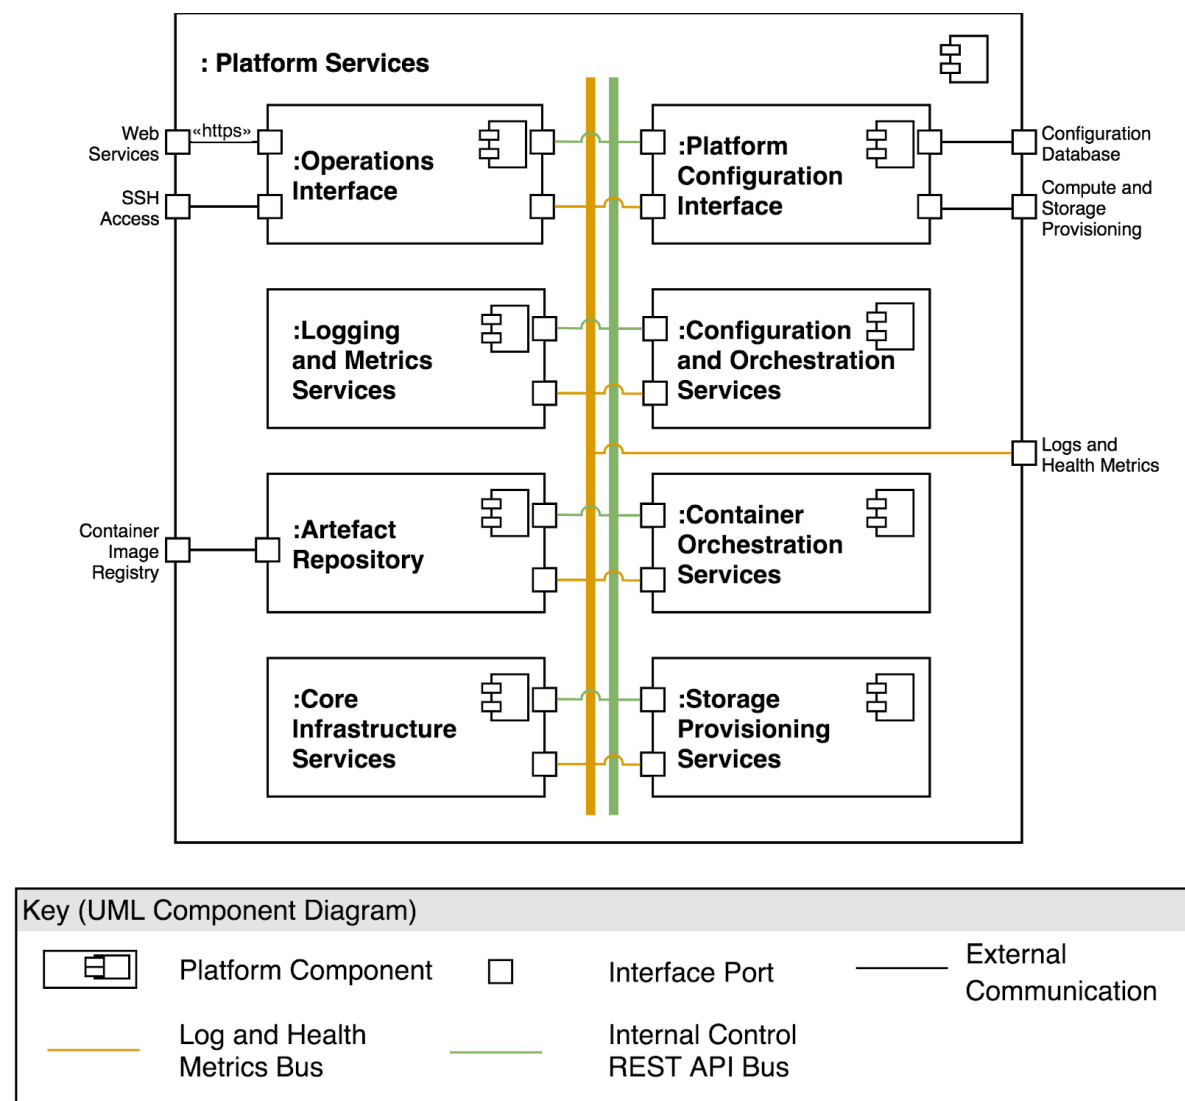 : Platform Services
Web
Services
«https»
SSH
Access
:Operations
Interface
:Platform
Configuration
Interface
Configuration
Database
Compute and
Storage
Provisioning
:Logging
and Metrics
Services
:Configuration
and Orchestration
Services
Logs and
Health Metrics
Container
Image
Registry
:Artefact
Repository
:Container
Orchestration
Services
:Core
Infrastructure
Services
:Storage
Provisioning
Services
Key (UML Component Diagram)
Platform Component
Interface Port
External
Communication
Log and Health
Metrics Bus
Internal Control
REST API Bus